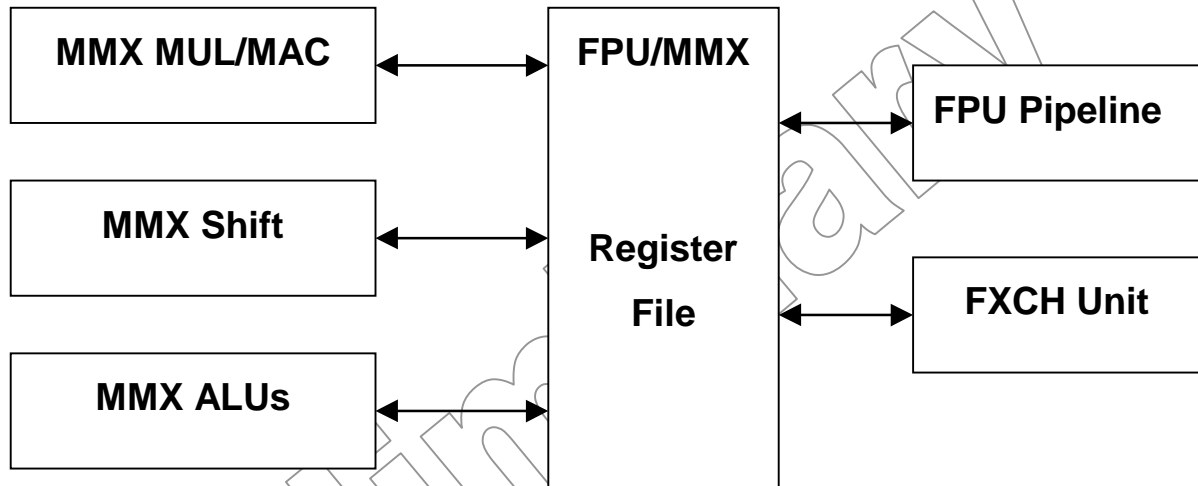 MMX MUL/MAC
MMX Shift
MMX ALUs
FPU/MMX
Register
File
FPU Pipeline
FXCH Unit